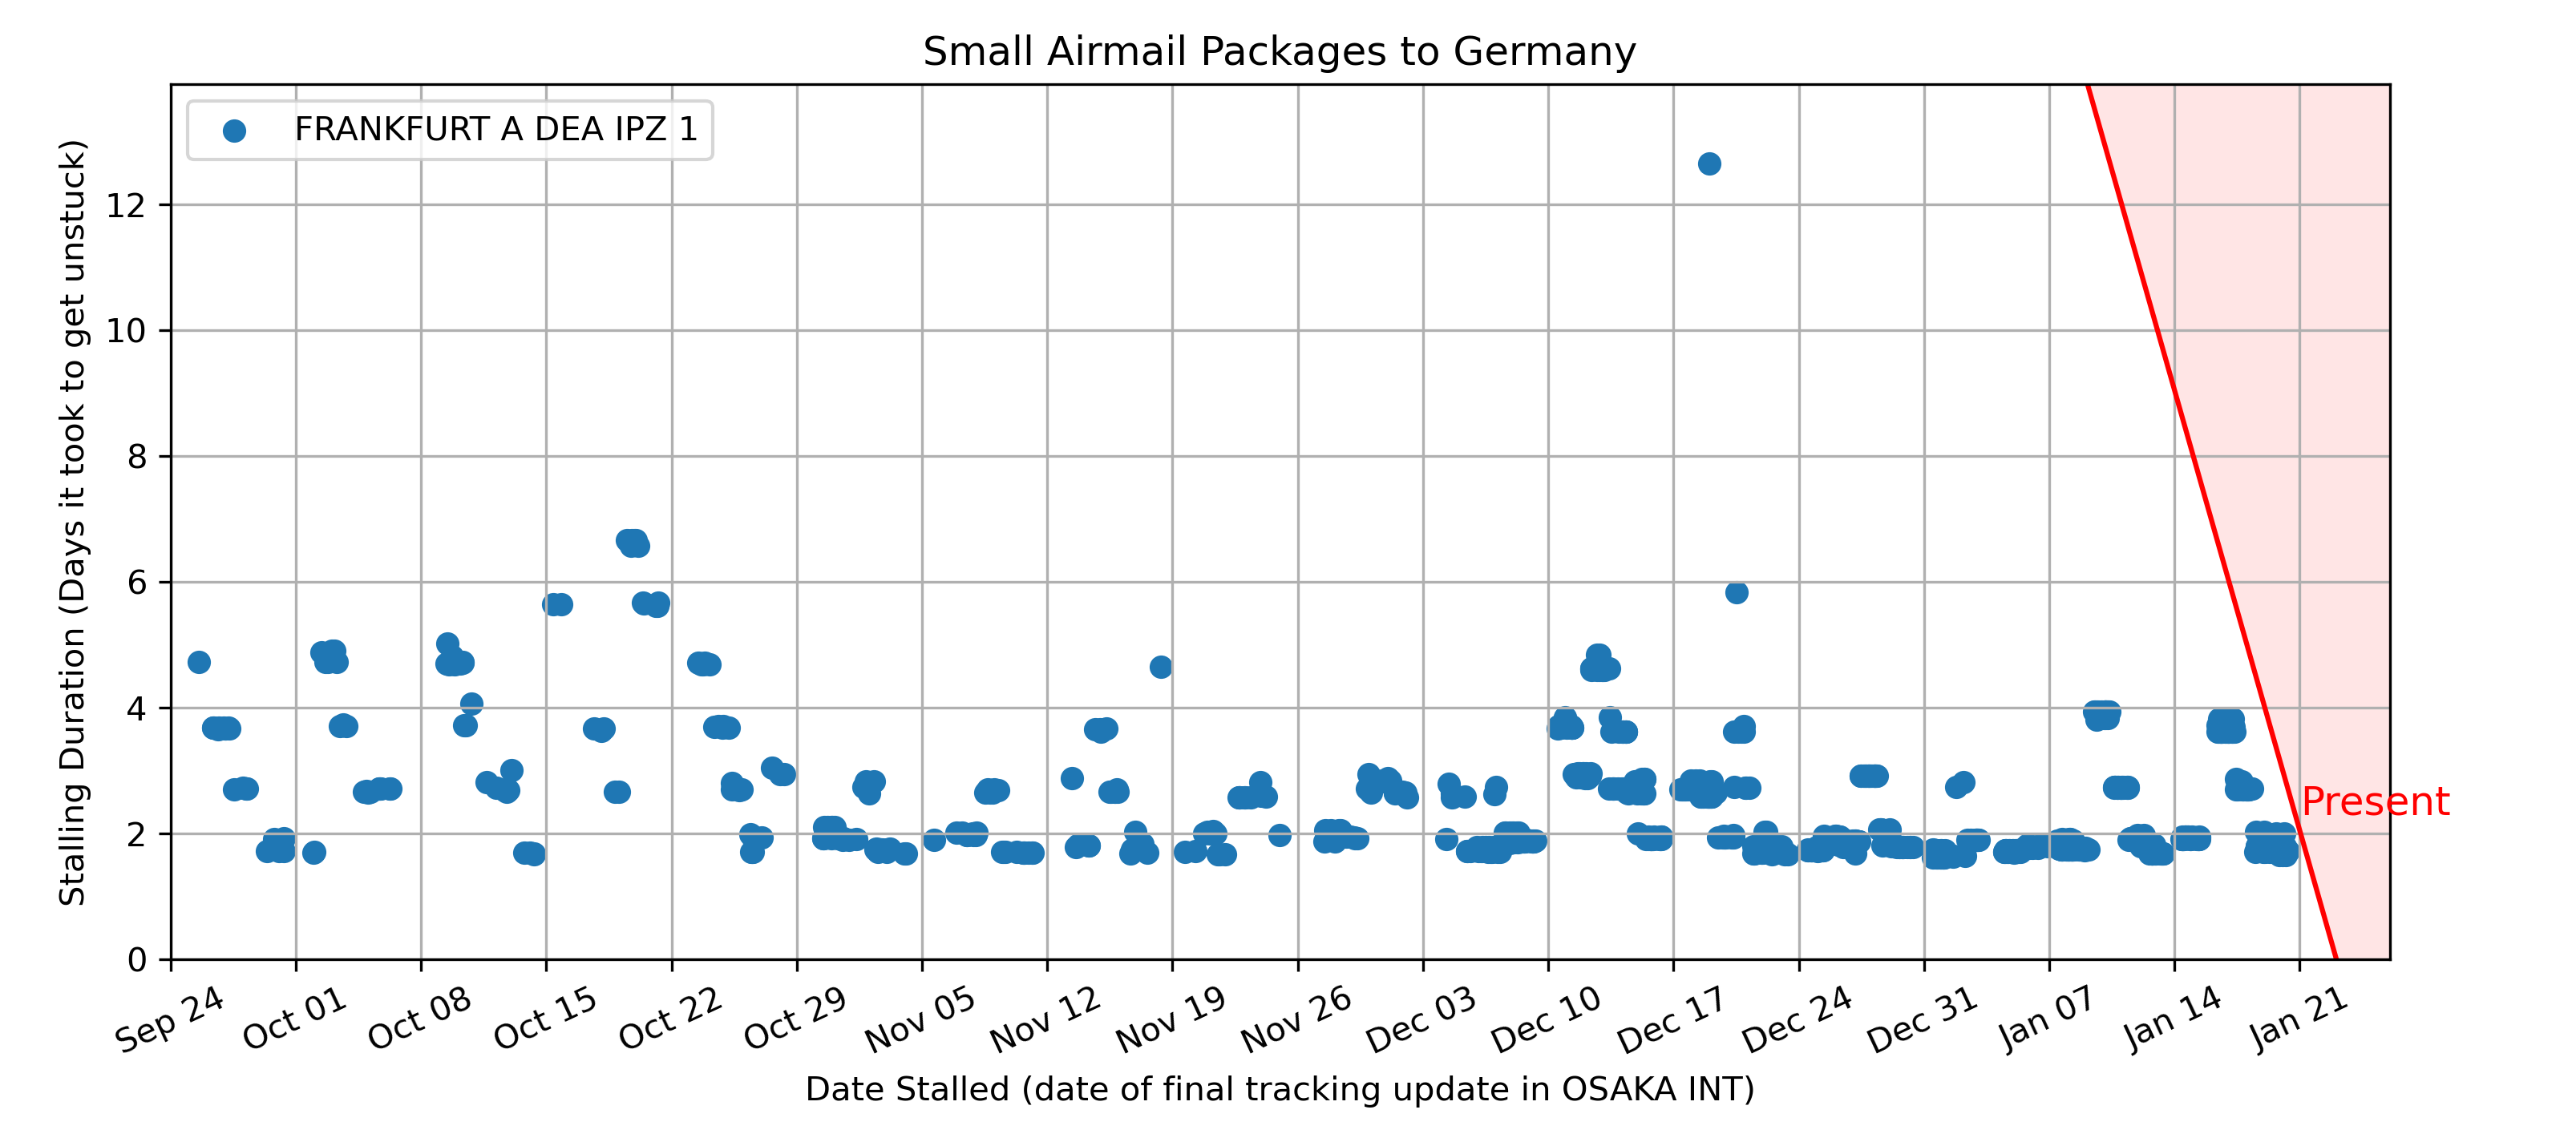 Small Airmail Packages to Germany
FRANKFURT A DEA IPZ 1
Stalling Duration (Days it took to get unstuck)
12
10
8
6
4
2
0
Present
Sep 24
Oct 01
Oct 08
Oct 15
Oct 22
Oct 29
Nov 05
Nov 12
Nov 19
Nov 26
Dec 03
Dec 10
Dec 17
Dec 24
Dec 31
Jan 07
Jan 14
Jan 21
Date Stalled (date of final tracking update in OSAKA INT)